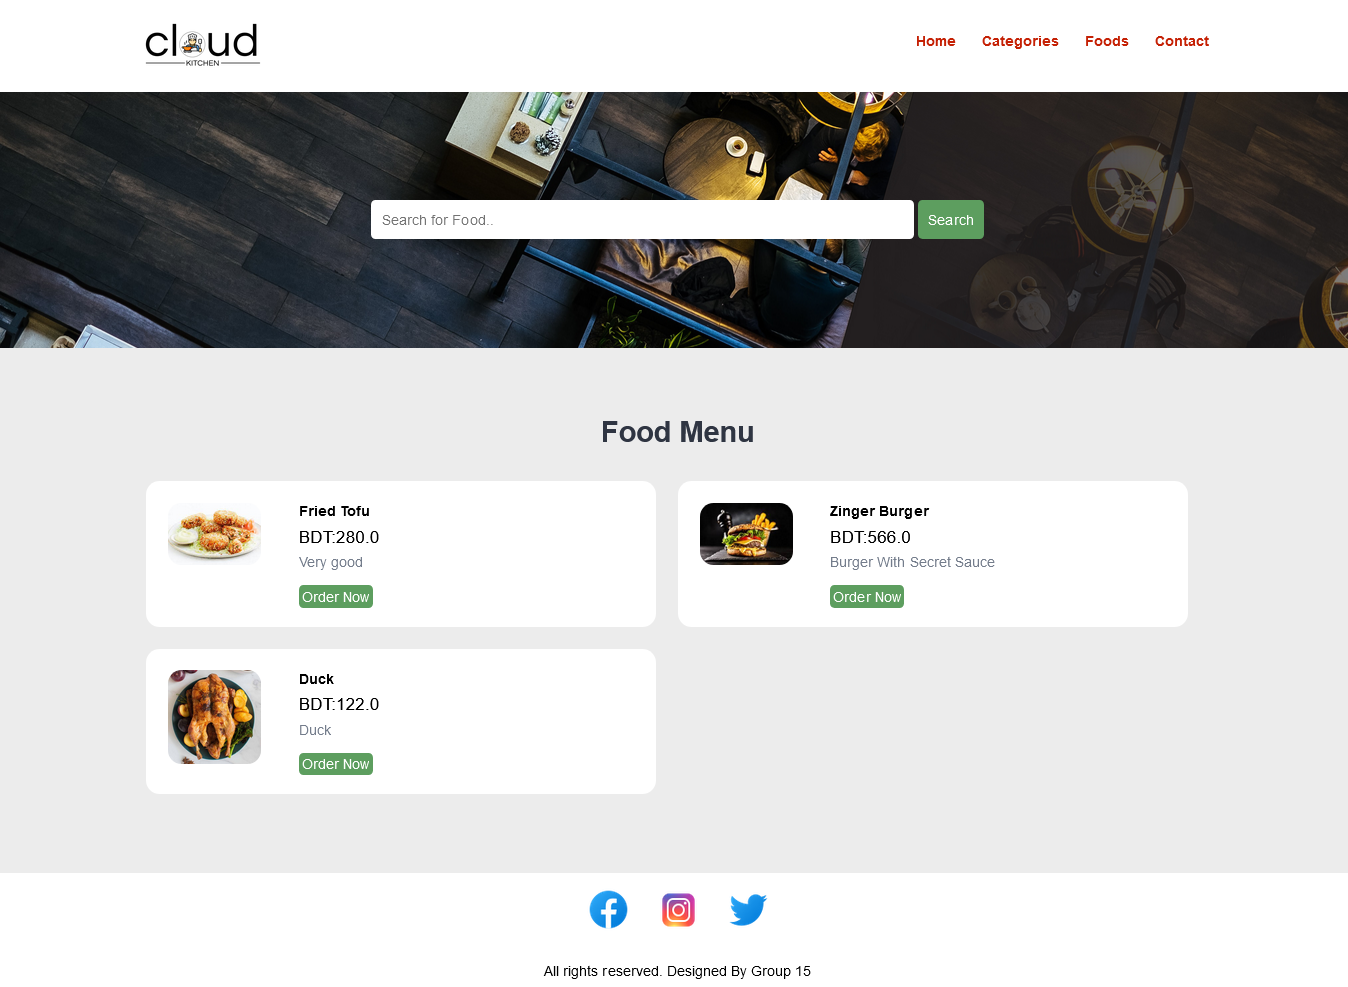 cloud
KITCHEN
Home Categories Foods Contact
Search for Food.. Search
Food Menu
Fried Tofu
BDT:280.0
Very good
Order Now
Zinger Burger
BDT:566.0
Burger With Secret Sauce
Order Now
Duck
BDT:122.0
Duck
Order Now
All rights reserved. Designed By Group 15